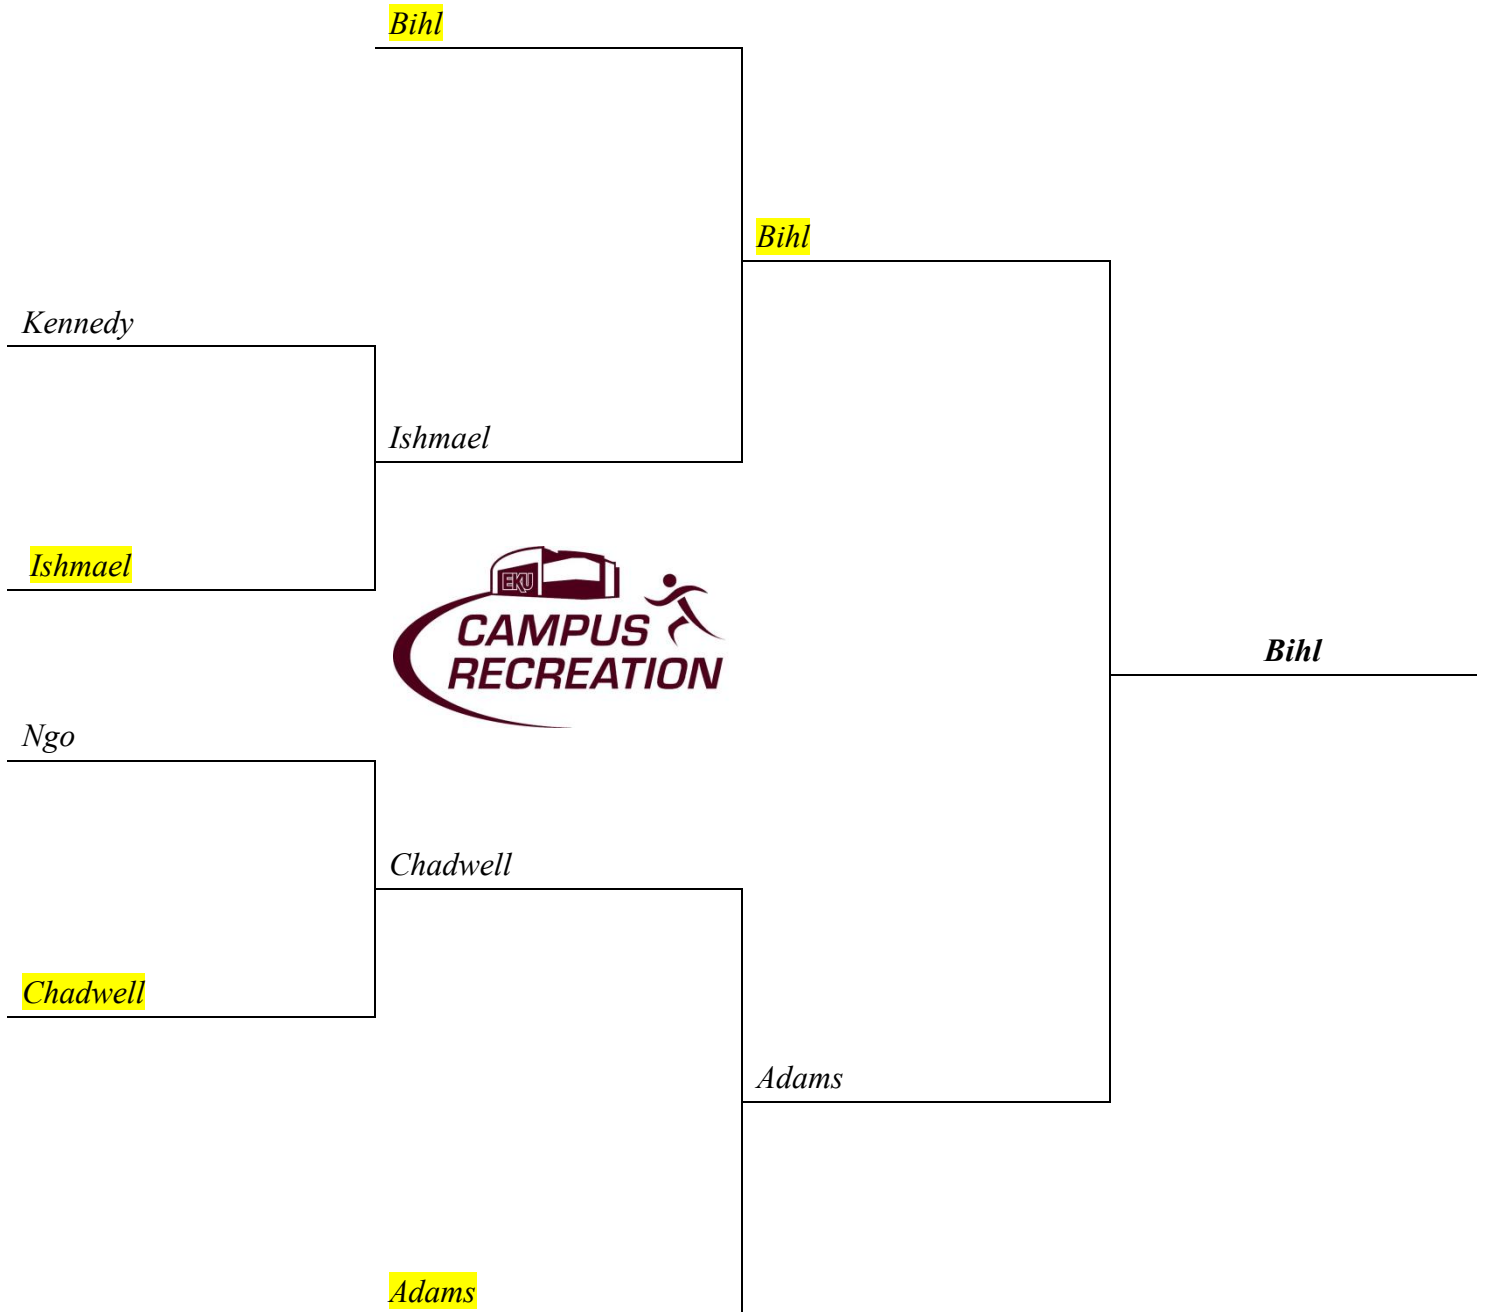 Bihl
Bihl
Kennedy
Ishmael
Ishmael
EKU
CAMPUS
RECREATION
Bihl
Ngo
Chadwell
Chadwell
Adams
Adams